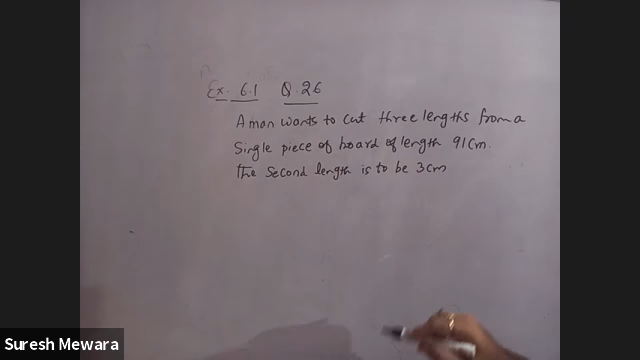 Ex. 6.1 Q.26
A man wants to cut three lengths from a
Single piece of board of length 91cm.
The second length is to be 3cm
Suresh Mewara